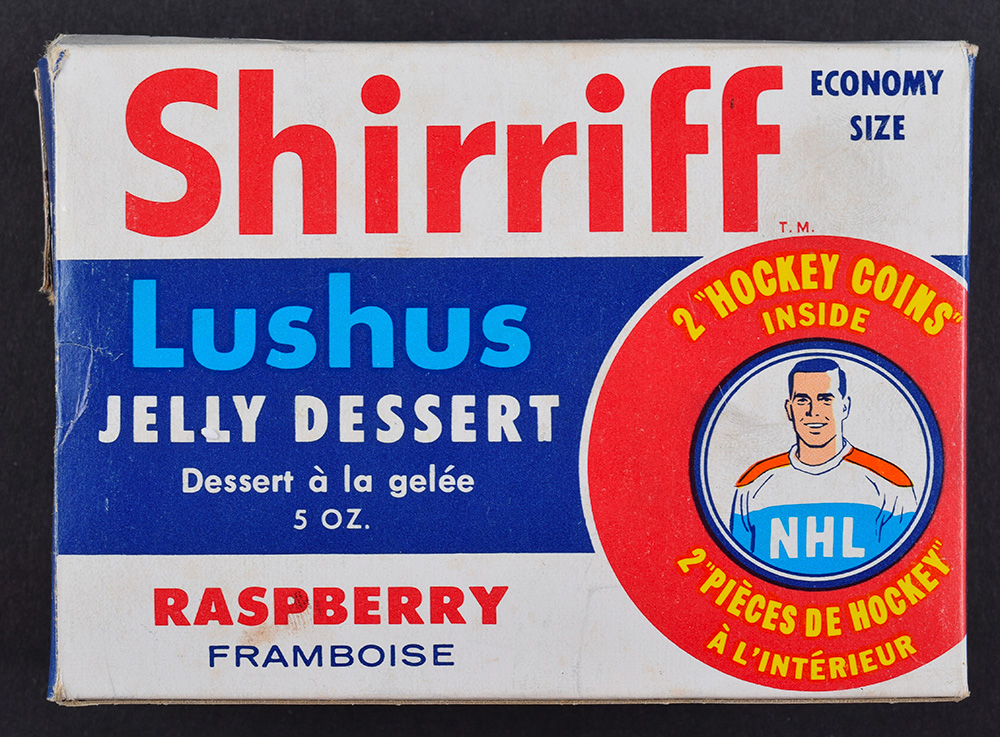 Shirriff
T.M.
ECONOMY
SIZE
Lushus
JELLY DESSERT
Dessert à la gelée
5 OZ.
RASPBERRY
FRAMBOISE
2 "HOCKEY COINS"
INSIDE
NHL
2 "PIÈCES DE HOCKEY"
À L'INTÉRIEUR